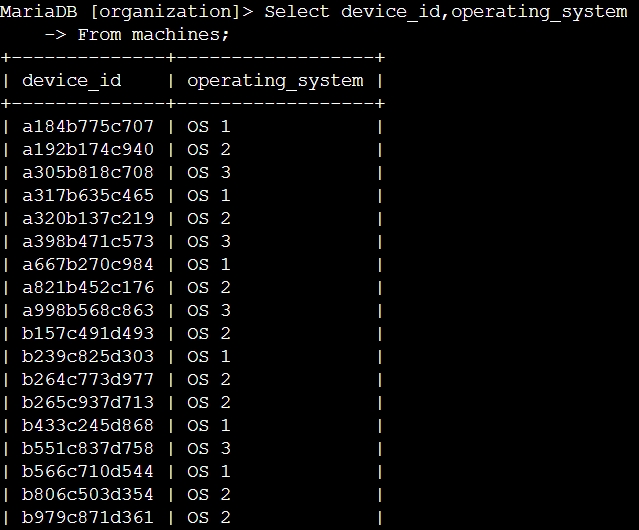 MariaDB [organization]> Select device_id,operating_system
    -> From machines;
+--------------+------------------+
| device_id    | operating_system |
+--------------+------------------+
| a184b775c707 | OS 1             |
| a192b174c940 | OS 2             |
| a305b818c708 | OS 3             |
| a317b635c465 | OS 1             |
| a320b137c219 | OS 2             |
| a398b471c573 | OS 3             |
| a667b270c984 | OS 1             |
| a821b452c176 | OS 2             |
| a998b568c863 | OS 3             |
| b157c491d493 | OS 2             |
| b239c825d303 | OS 1             |
| b264c773d977 | OS 2             |
| b265c937d713 | OS 2             |
| b433c245d868 | OS 1             |
| b551c837d758 | OS 3             |
| b566c710d544 | OS 1             |
| b806c503d354 | OS 2             |
| b979c871d361 | OS 2             |